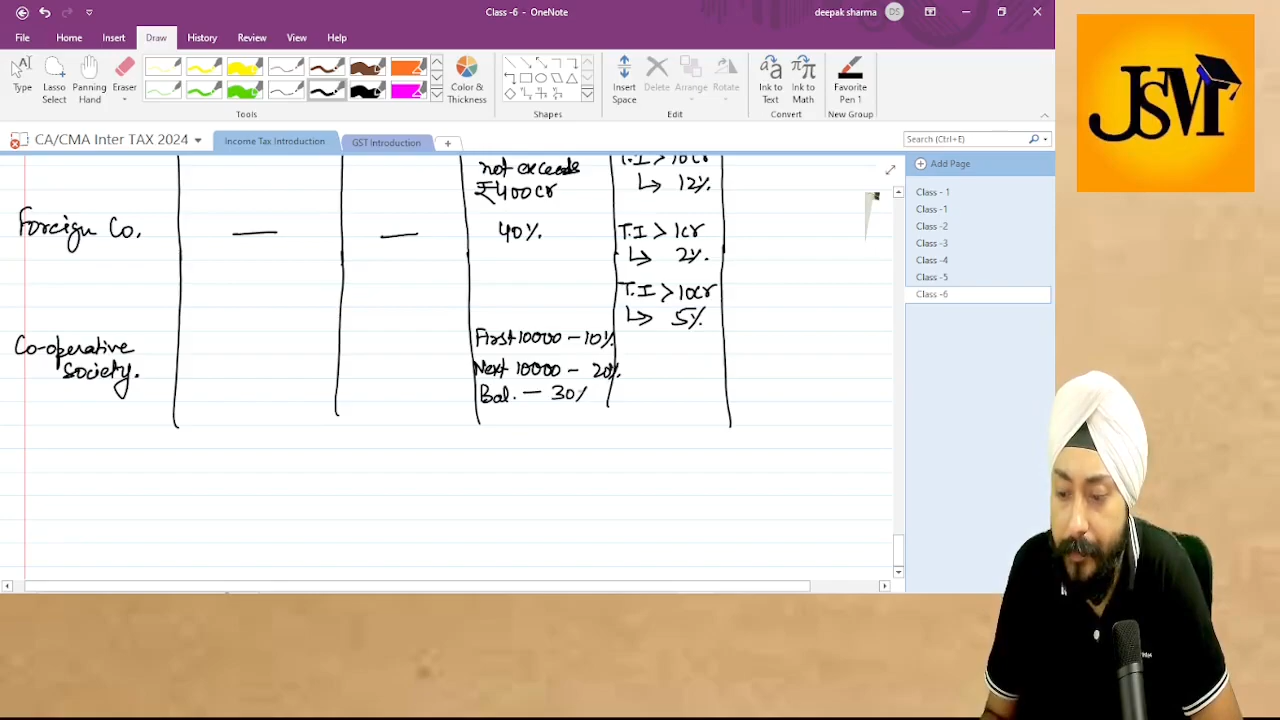 Class -6 - OneNote
deepak sharma
DS
File
Home
Insert
Draw
History
Review
View
Help
Type
Lasso Select
Panning Hand
Eraser
Color & Thickness
Insert Space
Delete
Arrange
Rotate
Ink to Text
Ink to Math
Favorite Pen 1
Tools
Shapes
Edit
Convert
New Group
CA/CMA Inter TAX 2024
Income Tax Introduction
GST Introduction
Search (Ctrl+E)
Add Page
Class - 1
Class -1
Class -2
Class -3
Class -4
Class -5
Class -6
not exceeds
₹400cr
T.I > 10cr
↳ 12%
Foreign Co.
—
—
40%.
T.I > 1cr
↳ 2%.
T.I > 10cr
↳ 5%
Co-operative
society.
First 10000 - 10%
Next 10000 - 20%.
Bal. - 30%
JSM